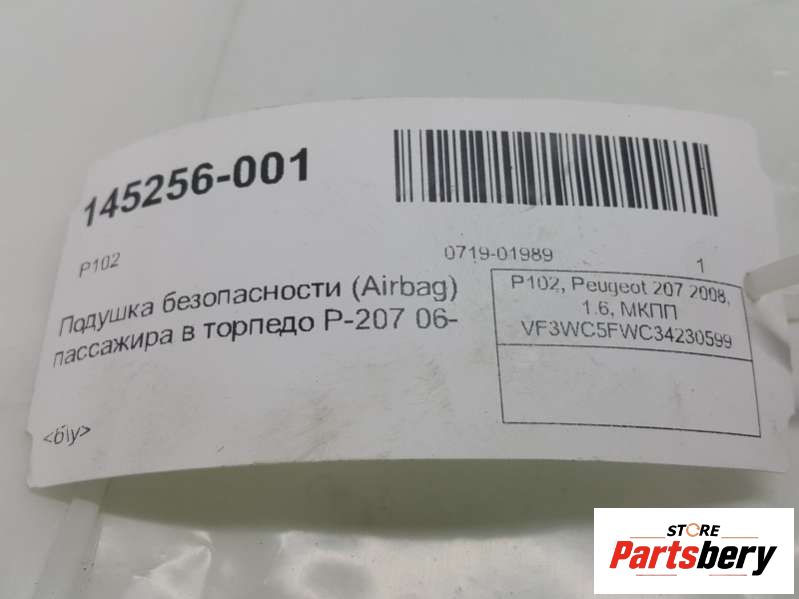 145256-001
P102
0719-01989
1
Подушка безопасности (Airbag)
пассажира в торпедо P-207 06-
P102, Peugeot 207 2008,
1.6, МКПП
VF3WC5FWC34230599
<biy>
STORE
Partsbery